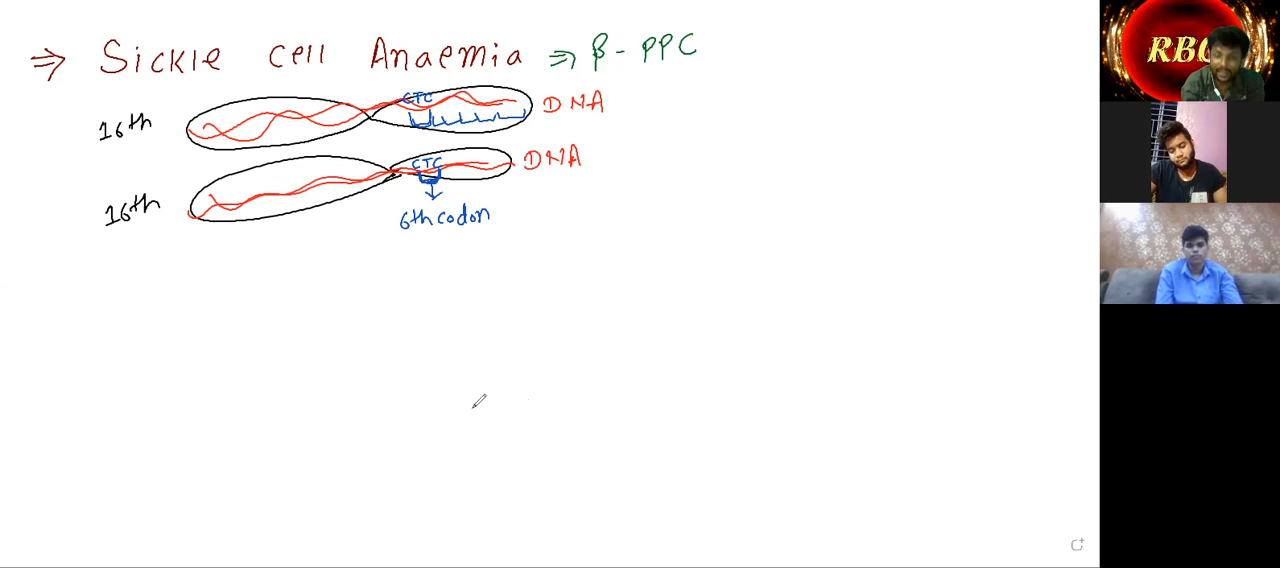 ⇒ Sickle cell Anaemia ⇒ β-PPC
16th CTC DNA
16th CTC DNA
6th codon
RBC